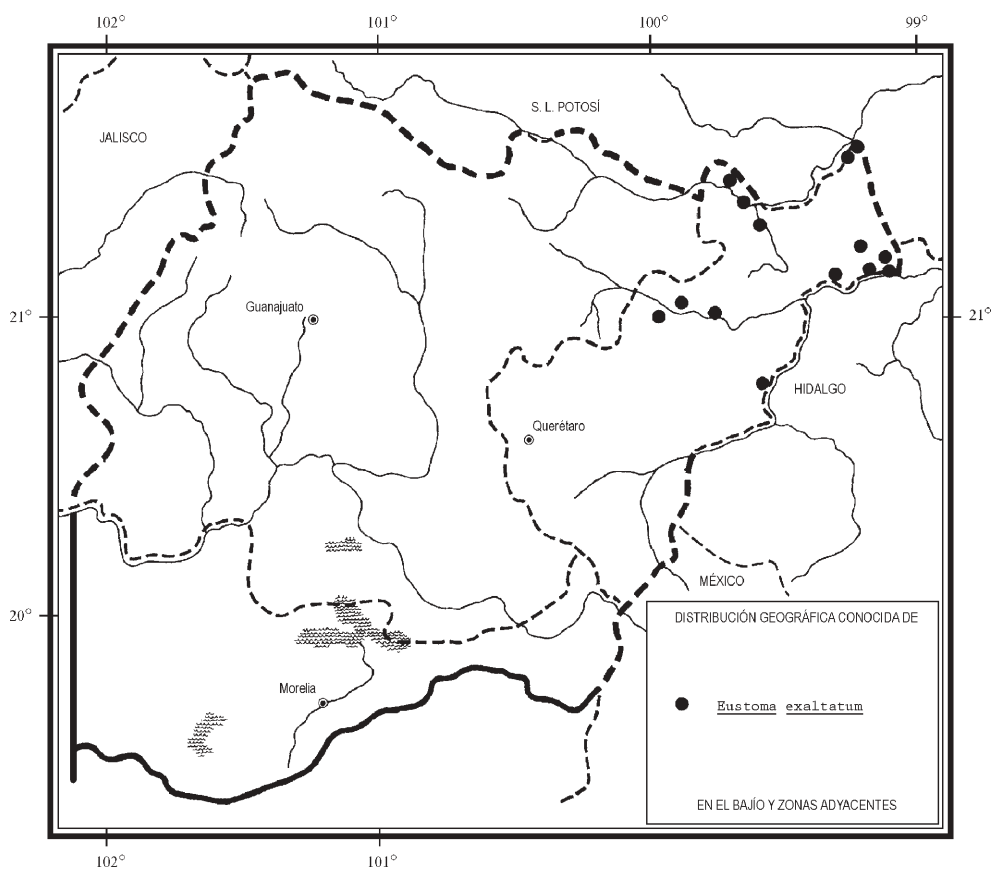 102°
101°
100°
99°
S. L. POTOSÍ
JALISCO
Guanajuato
21°
21°
HIDALGO
Querétaro
MÉXICO
20°
DISTRIBUCIÓN GEOGRÁFICA CONOCIDA DE
Morelia
Eustoma exaltatum
EN EL BAJÍO Y ZONAS ADYACENTES
102°
101°